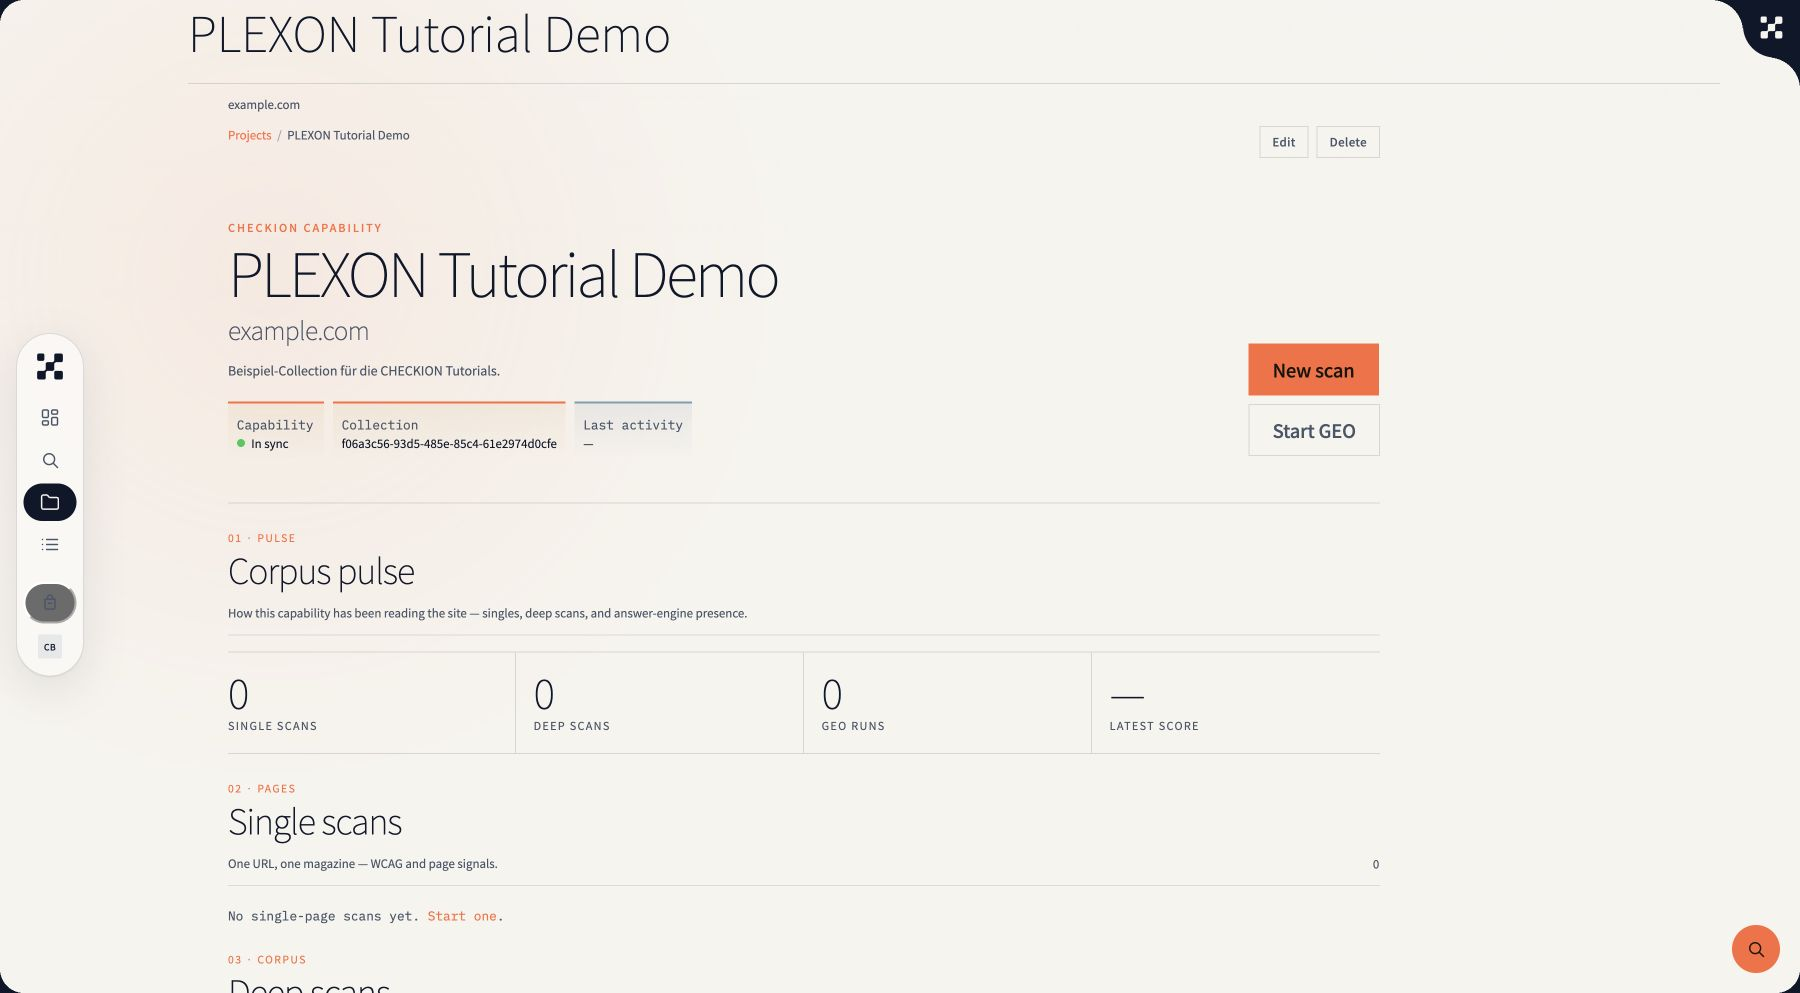 PLEXON Tutorial Demo
example.com
Projects / PLEXON Tutorial Demo
Edit
Delete
CHECKION CAPABILITY
PLEXON Tutorial Demo
example.com
Beispiel-Collection für die CHECKION Tutorials.
New scan
Start GEO
Capability
In sync
Collection
f06a3c56-93d5-485e-85c4-61e2974d0cfe
Last activity
—
01 · PULSE
Corpus pulse
How this capability has been reading the site — singles, deep scans, and answer-engine presence.
0
SINGLE SCANS
0
DEEP SCANS
0
GEO RUNS
—
LATEST SCORE
CB
02 · PAGES
Single scans
One URL, one magazine — WCAG and page signals.
0
No single-page scans yet. Start one.
03 · CORPUS
Deep scans